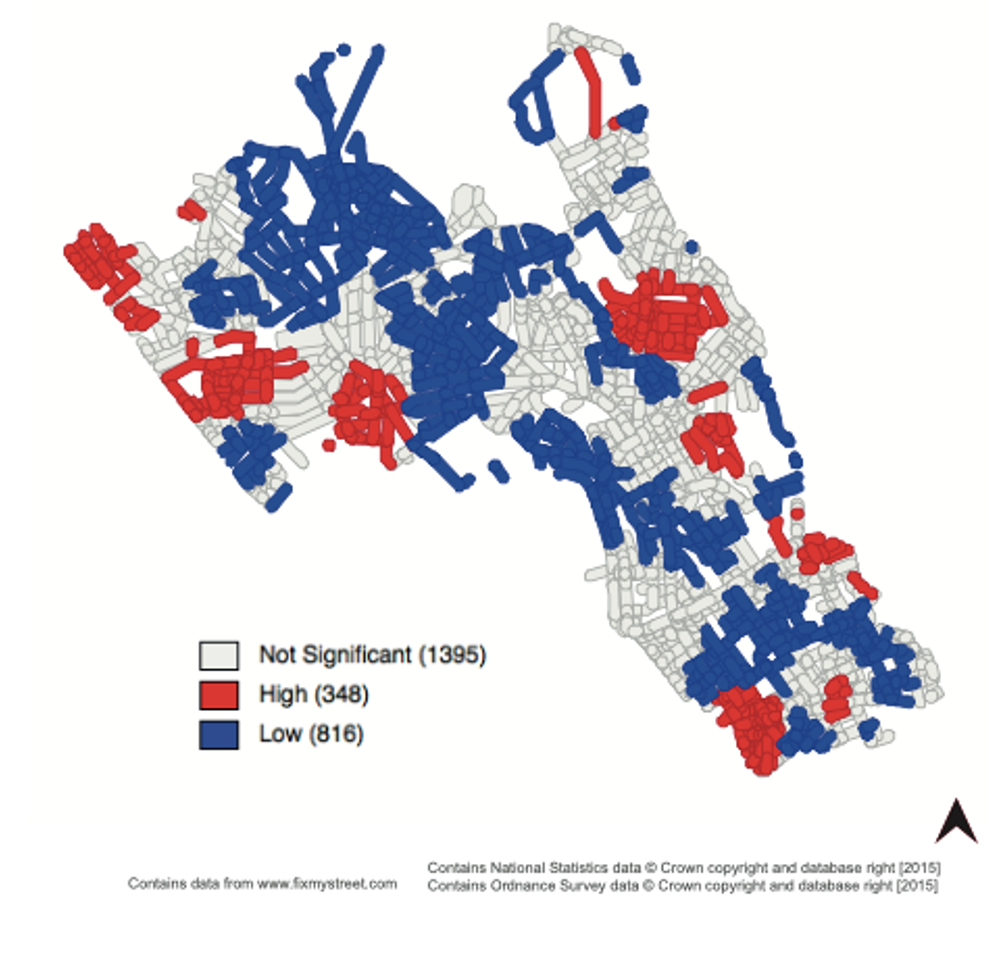 Not Significant (1395)
High (348)
Low (816)
Contains National Statistics data © Crown copyright and database right [2015]
Contains data from www.fixmystreet.com
Contains Ordnance Survey data © Crown copyright and database right [2015]